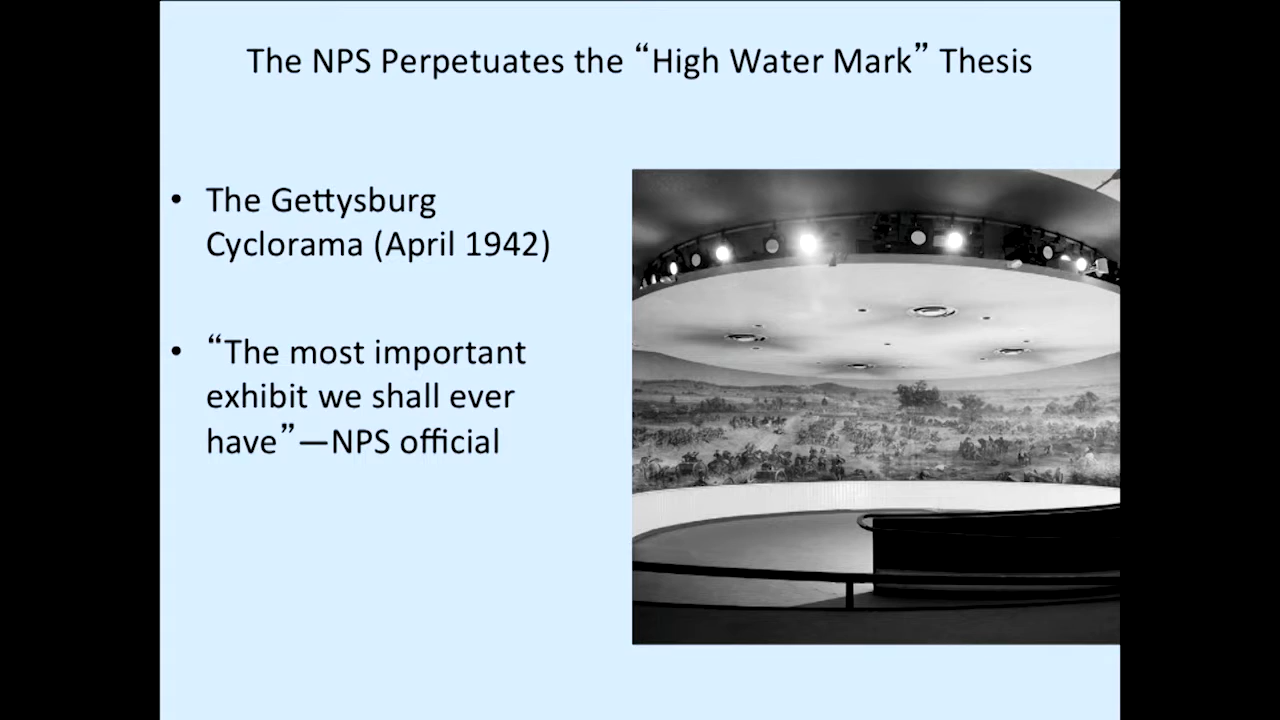 The NPS Perpetuates the “High Water Mark” Thesis
• The Gettysburg
Cyclorama (April 1942)
• “The most important
exhibit we shall ever
have”—NPS official